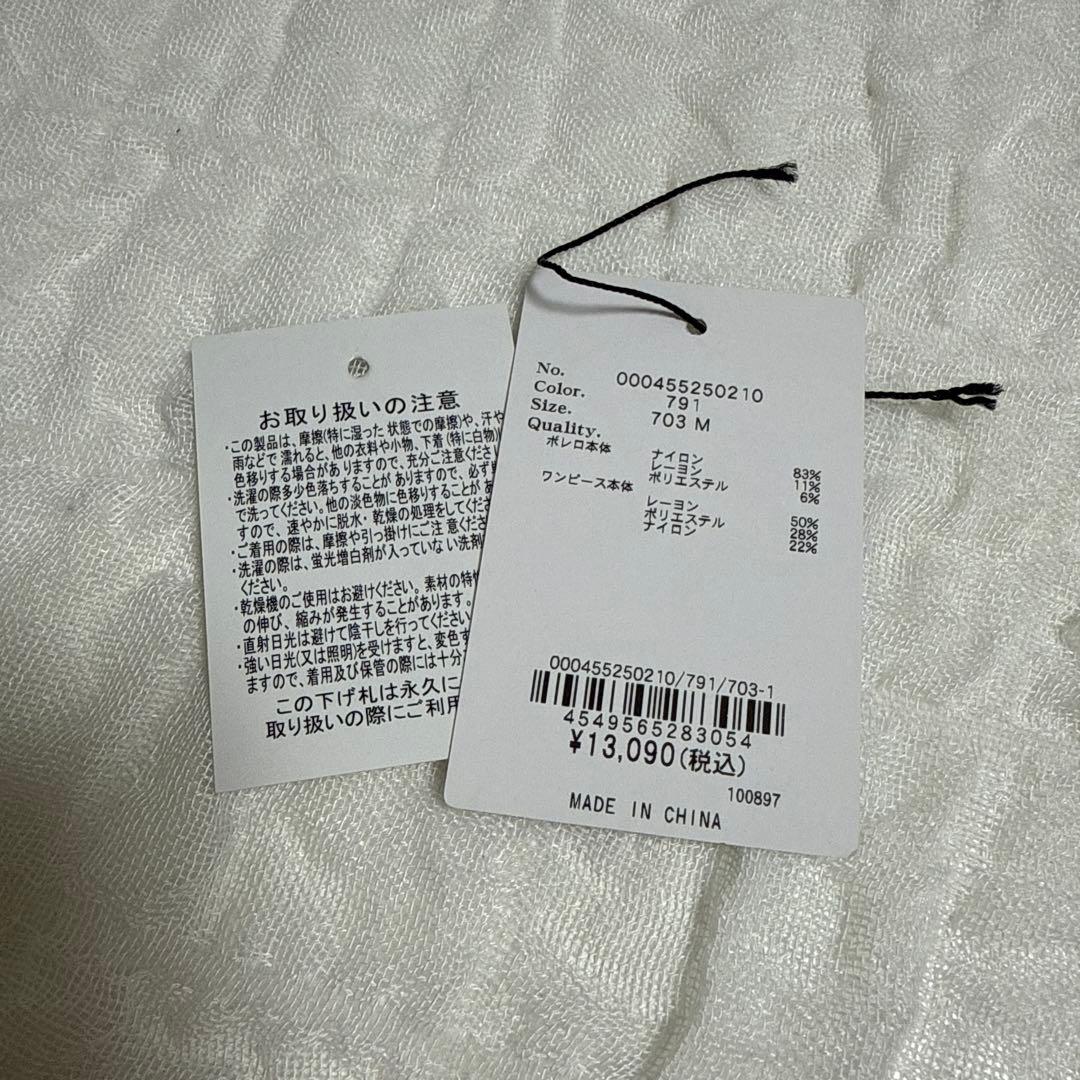 お取り扱いの注意
・この製品は、摩擦(特に湿った 状態での摩擦)や、汗や
雨などで 濡れると、他の衣料や小物、下着(特に白物)
色移りする場合がありますので、充分ご注意ください
・洗濯の際多少色落ちすることが ありますので、必ず
で洗ってください。他の淡色物に色移りすることが あ
すので、速やかに脱水・乾燥の処理をしてくださ
・ご着用の際は、摩擦や引っ掛けにご注 意くださ
・洗濯の際は、蛍光増白剤が入っていな い洗剤
ください。
・乾燥機のご使用はお避けください。素材の特性
の伸び、縮みが発生することがあります。
・直射日光は避けて陰干しを行ってください
・強い日光(又は照明)を受けますと、変色す
ますので、着用及び保管の際には十分
この下げ札は永久に
取り扱いの際にご利用
No. 000455250210
Color. 791
Size. 703 M
Quality.
ボレロ本体
ナイロン 83%
レーヨン 11%
ポリエステル 6%
ワンピース本体
レーヨン 50%
ポリエステル 28%
ナイロン 22%
000455250210/791/703-1
4549565283054
¥13,090(税込)
100897
MADE IN CHINA